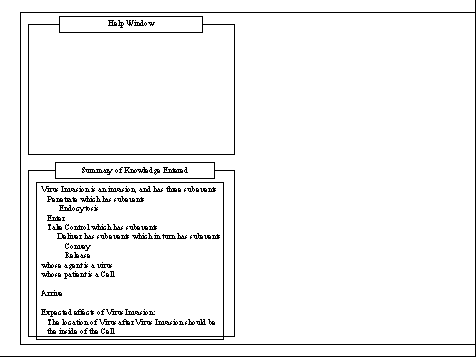 Help Window
Summary of Knowledge Entered
Virus Invasion is an invasion, and has three subevents
Penetrate which has subevent
Endocytosis
Enter
Take Control which has subevents
Deliver has subevents which in turn has subevents
Convey
Release
whose agent is a virus
whose patient is a Cell.
Arrive
Expected effects of Virus Invasion:
The location of Virus after Virus Invasion should be
the inside of the Cell.